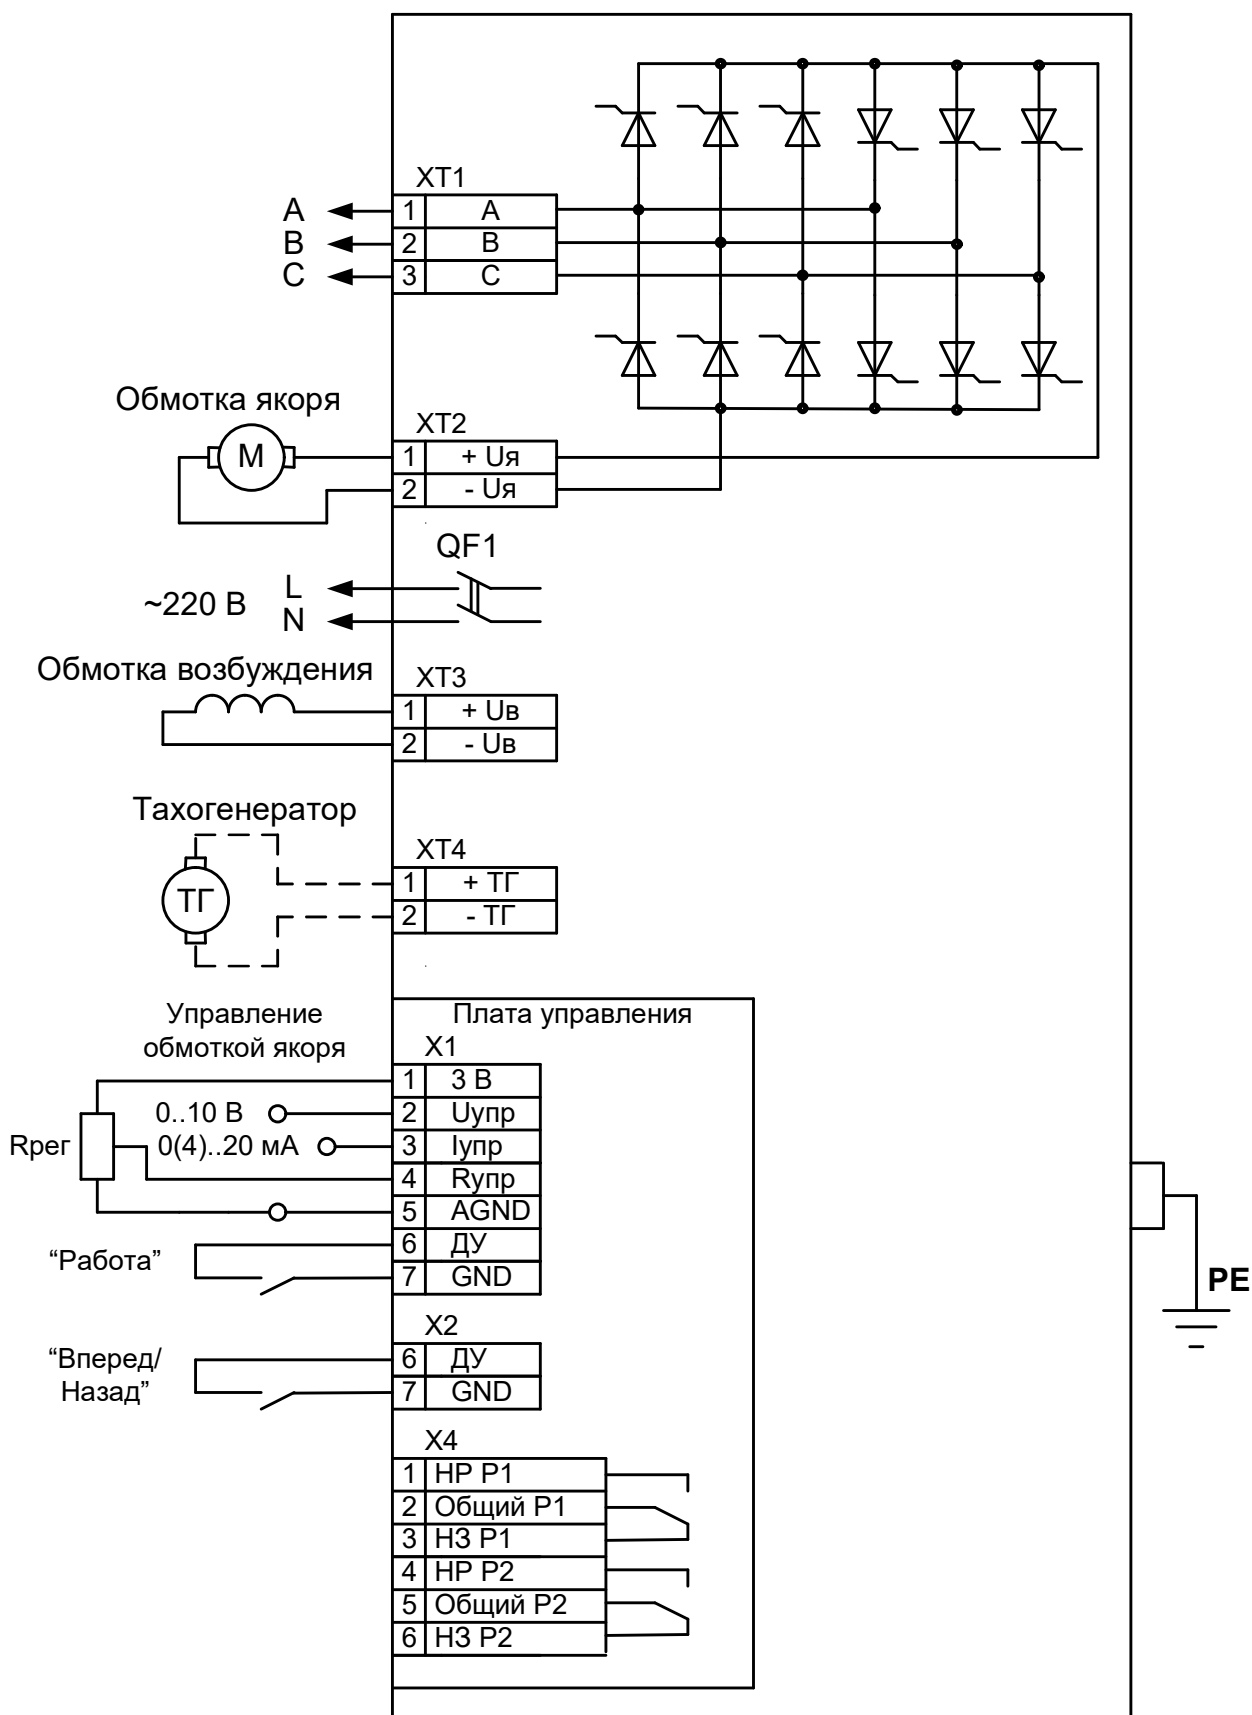 XT1
A 1 A
B 2 B
C 3 C
Обмотка якоря
XT2
M 1 + Uя
2 - Uя
QF1
~220 В
L
N
Обмотка возбуждения
XT3
1 + Uв
2 - Uв
Тахогенератор
XT4
ТГ
1 + ТГ
2 - ТГ
Управление
обмоткой якоря
Плата управления
X1
1 3 В
0..10 В 2 Uупр
Rрег 0(4)..20 мА 3 Iупр
4 Rупр
5 AGND
“Работа”
6 ДУ
7 GND
PE
X2
“Вперед/
Назад”
6 ДУ
7 GND
X4
1 НР Р1
2 Общий Р1
3 НЗ Р1
4 НР Р2
5 Общий Р2
6 НЗ Р2